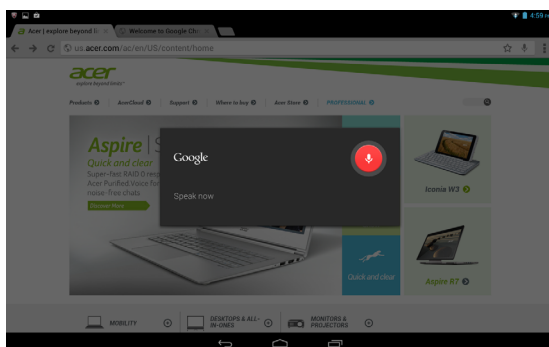 4:59
Acer | explore beyond li
Welcome to Google Ch
us.acer.com/ac/en/US/content/home
acer
explore beyond limits™
Products
AcerCloud
Support
Where to buy
Acer Store
PROFESSIONAL
Aspire | S
Quick and clear
Super-fast RAID 0 resp
Acer Purified.Voice for
noise-free chats
Discover More
Google
Speak now
Iconia W3
Quick and clear
Aspire R7
MOBILITY
DESKTOPS & ALL-
IN-ONES
MONITORS &
PROJECTORS